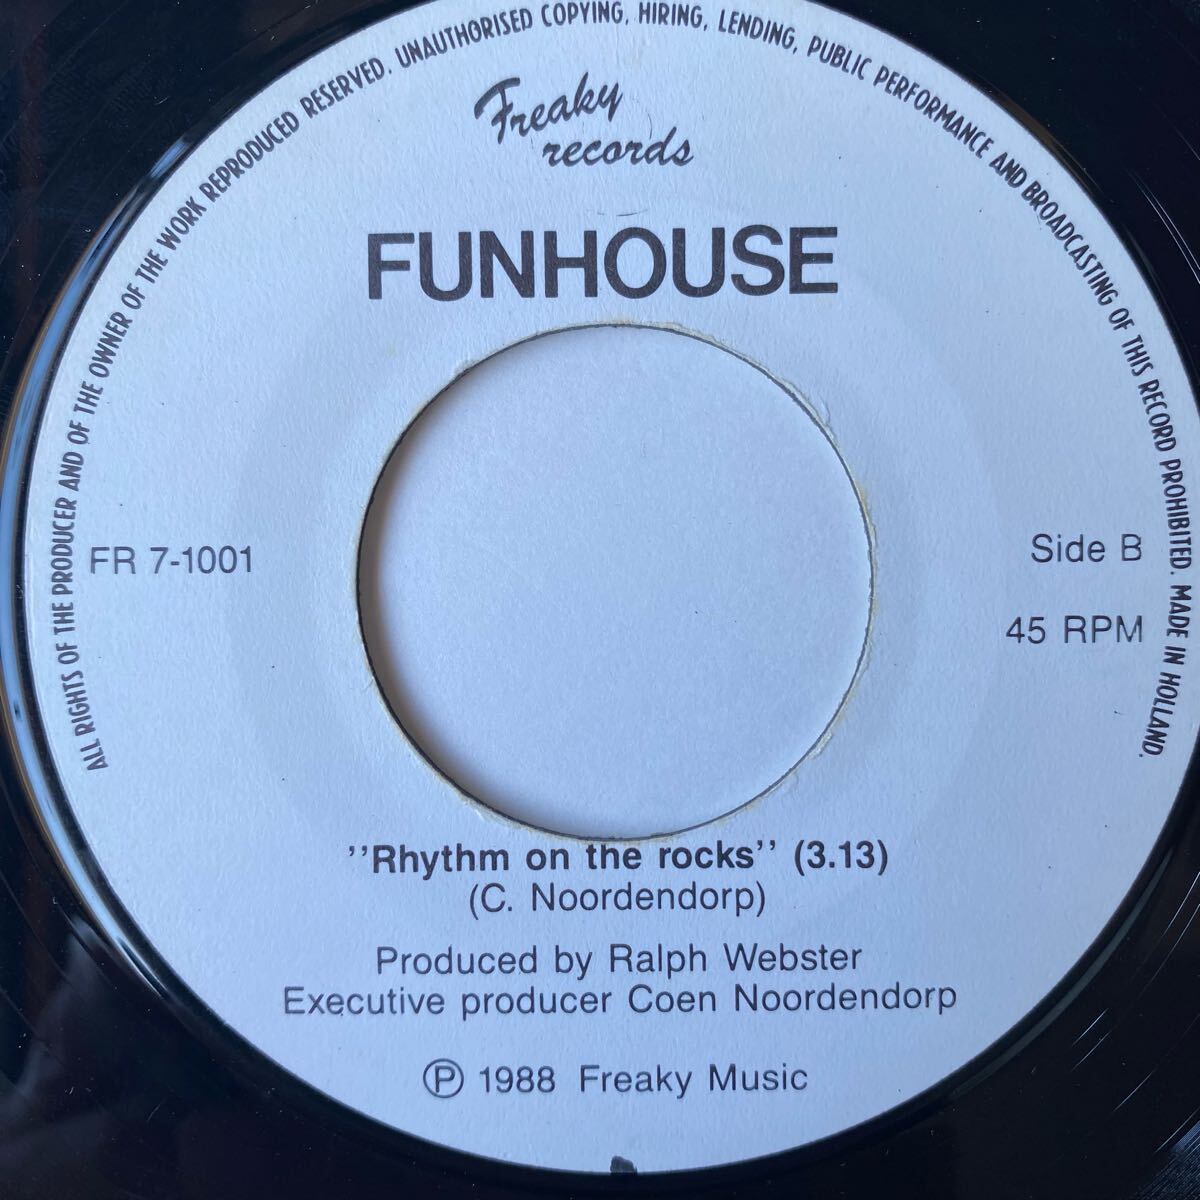 ALL RIGHTS OF THE PRODUCER AND OF THE OWNER OF THE WORK REPRODUCED RESERVED. UNAUTHORISED COPYING, HIRING, LENDING, PUBLIC PERFORMANCE AND BROADCASTING OF THIS RECORD PROHIBITED. MADE IN HOLLAND.
Freaky
records
FUNHOUSE
FR 7-1001
Side B
45 RPM
''Rhythm on the rocks'' (3.13)
(C. Noordendorp)
Produced by Ralph Webster
Executive producer Coen Noordendorp
Ⓟ 1988 Freaky Music